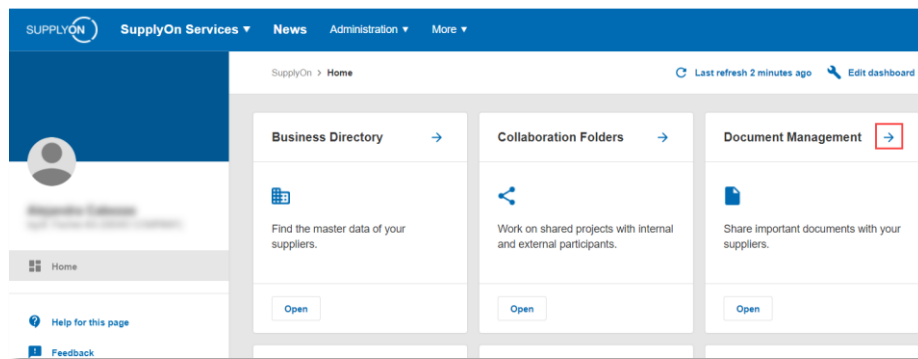 SUPPLYON SupplyOn Services ▼ News Administration ▼ More ▼
SupplyOn > Home
Last refresh 2 minutes ago Edit dashboard
Business Directory
Collaboration Folders
Document Management
Find the master data of your
suppliers.
Work on shared projects with internal
and external participants.
Share important documents with your
suppliers.
Open
Open
Open
Home
Help for this page
Feedback